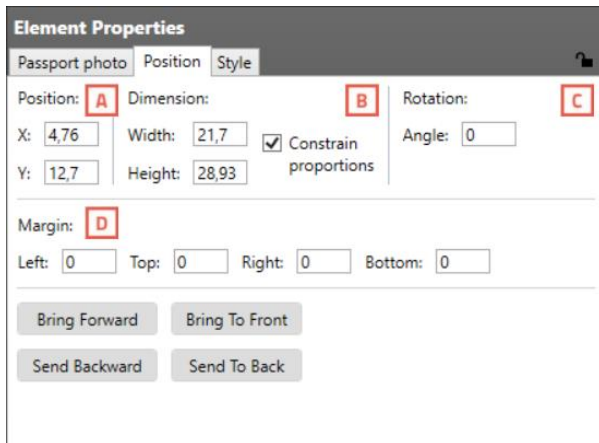 Element Properties
Passport photo Position Style
Position: A Dimension: B Rotation: C
X: 4,76 Width: 21,7 Constrain proportions Angle: 0
Y: 12,7 Height: 28,93
Margin: D
Left: 0 Top: 0 Right: 0 Bottom: 0
Bring Forward Bring To Front
Send Backward Send To Back